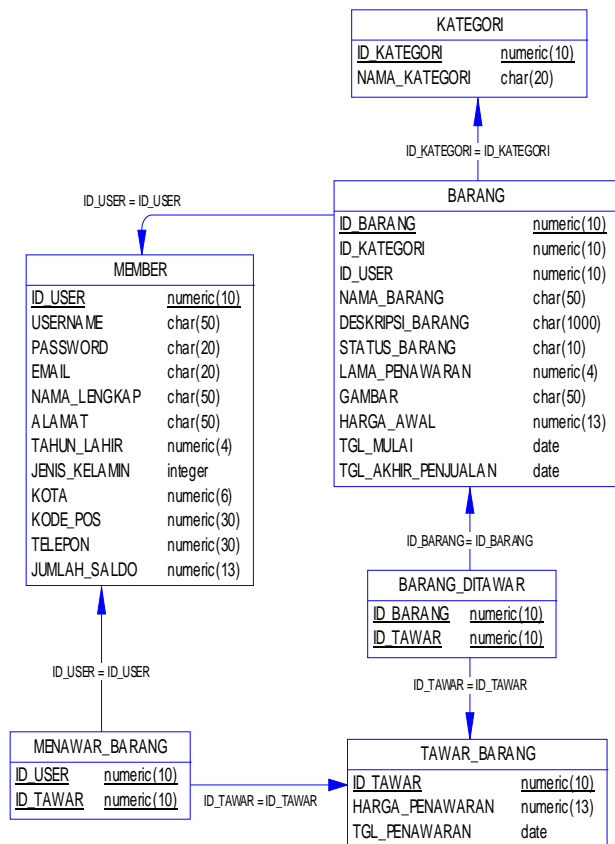 KATEGORI
ID_KATEGORI numeric(10)
NAMA_KATEGORI char(20)
ID_KATEGORI = ID_KATEGORI
ID_USER = ID_USER
BARANG
ID_BARANG numeric(10)
ID_KATEGORI numeric(10)
ID_USER numeric(10)
NAMA_BARANG char(50)
DESKRIPSI_BARANG char(1000)
STATUS_BARANG char(10)
LAMA_PENAWARAN numeric(4)
GAMBAR char(50)
HARGA_AWAL numeric(13)
TGL_MULAI date
TGL_AKHIR_PENJUALAN date
MEMBER
ID_USER numeric(10)
USERNAME char(50)
PASSWORD char(20)
EMAIL char(20)
NAMA_LENGKAP char(50)
ALAMAT char(50)
TAHUN_LAHIR numeric(4)
JENIS_KELAMIN integer
KOTA numeric(6)
KODE_POS numeric(30)
TELEPON numeric(30)
JUMLAH_SALDO numeric(13)
ID_BARANG = ID_BARANG
BARANG_DITAWAR
ID_BARANG numeric(10)
ID_TAWAR numeric(10)
ID_USER = ID_USER
ID_TAWAR = ID_TAWAR
MENAWAR_BARANG
ID_USER numeric(10)
ID_TAWAR numeric(10)
ID_TAWAR = ID_TAWAR
TAWAR_BARANG
ID_TAWAR numeric(10)
HARGA_PENAWARAN numeric(13)
TGL_PENAWARAN date